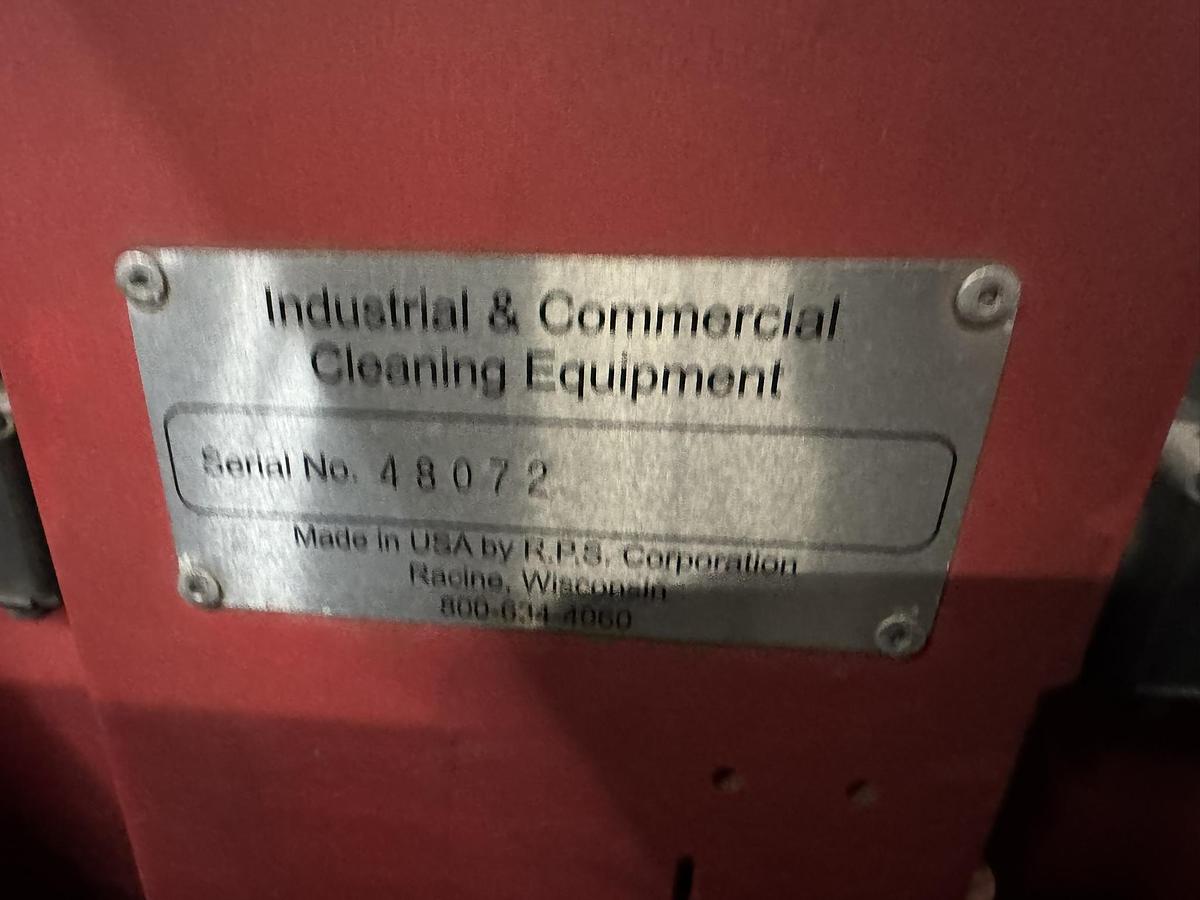 Industrial & Commercial
Cleaning Equipment
Serial No. 48072
Made in USA by R.P.S. Corporation
Racine, Wisconsin
800-634-4060